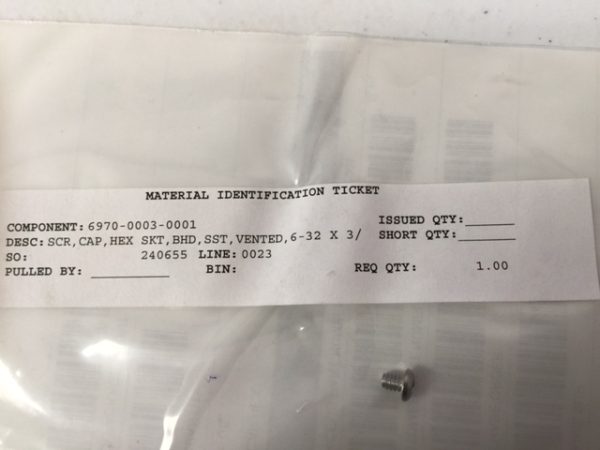 MATERIAL IDENTIFICATION TICKET
COMPONENT: 6970-0003-0001 ISSUED QTY:
DESC: SCR,CAP,HEX SKT,BHD,SST,VENTED,6-32 X 3/ SHORT QTY:
SO: 240655 LINE: 0023
PULLED BY: BIN: REQ QTY: 1.00